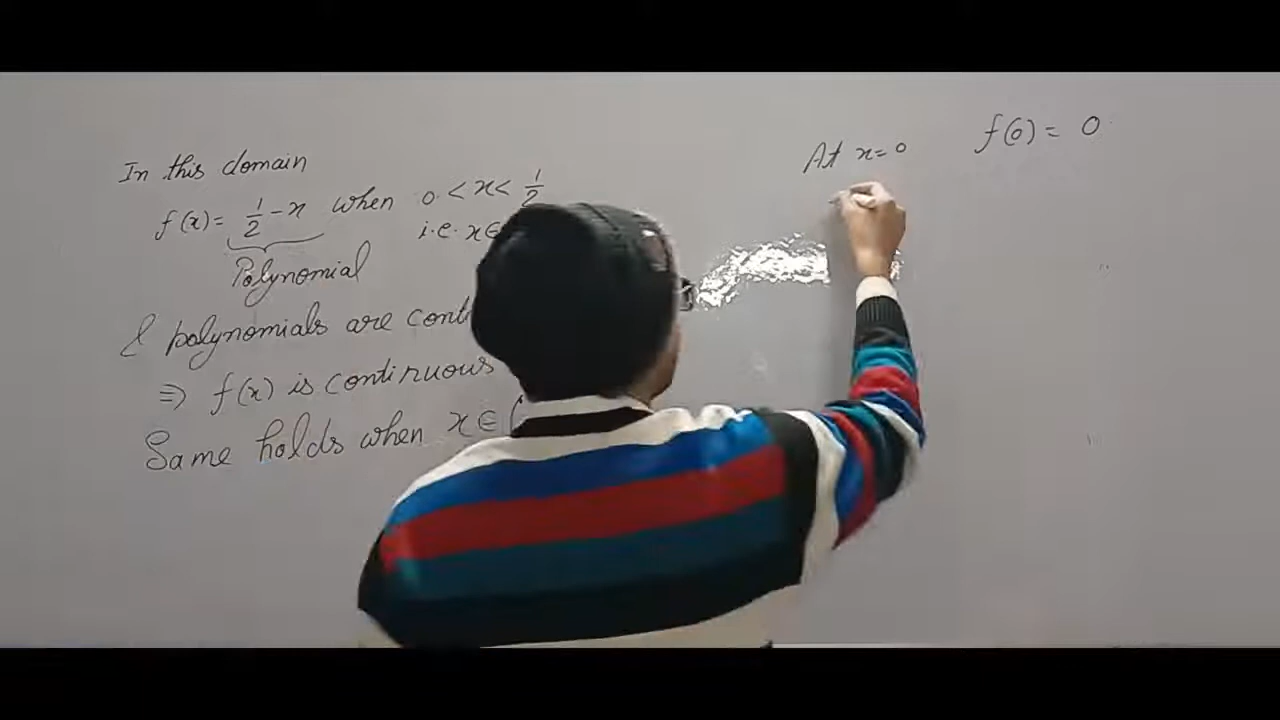 In this domain
f(x) = 1/2 - x when 0 < x < 1/2
i.e. x ∈
Polynomial
& polynomials are conti
⇒ f(x) is continuous
Same holds when x ∈ (
At x=0 f(0) = 0